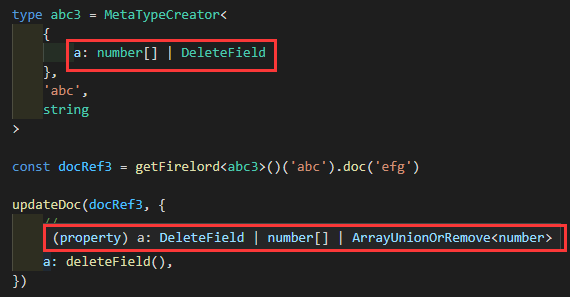 type abc3 = MetaTypeCreator<
{
a: number[] | DeleteField
},
'abc',
string
>
const docRef3 = getFirelord<abc3>()('abc').doc('efg')
updateDoc(docRef3, {
//
(property) a: DeleteField | number[] | ArrayUnionOrRemove<number>
a: deleteField(),
})